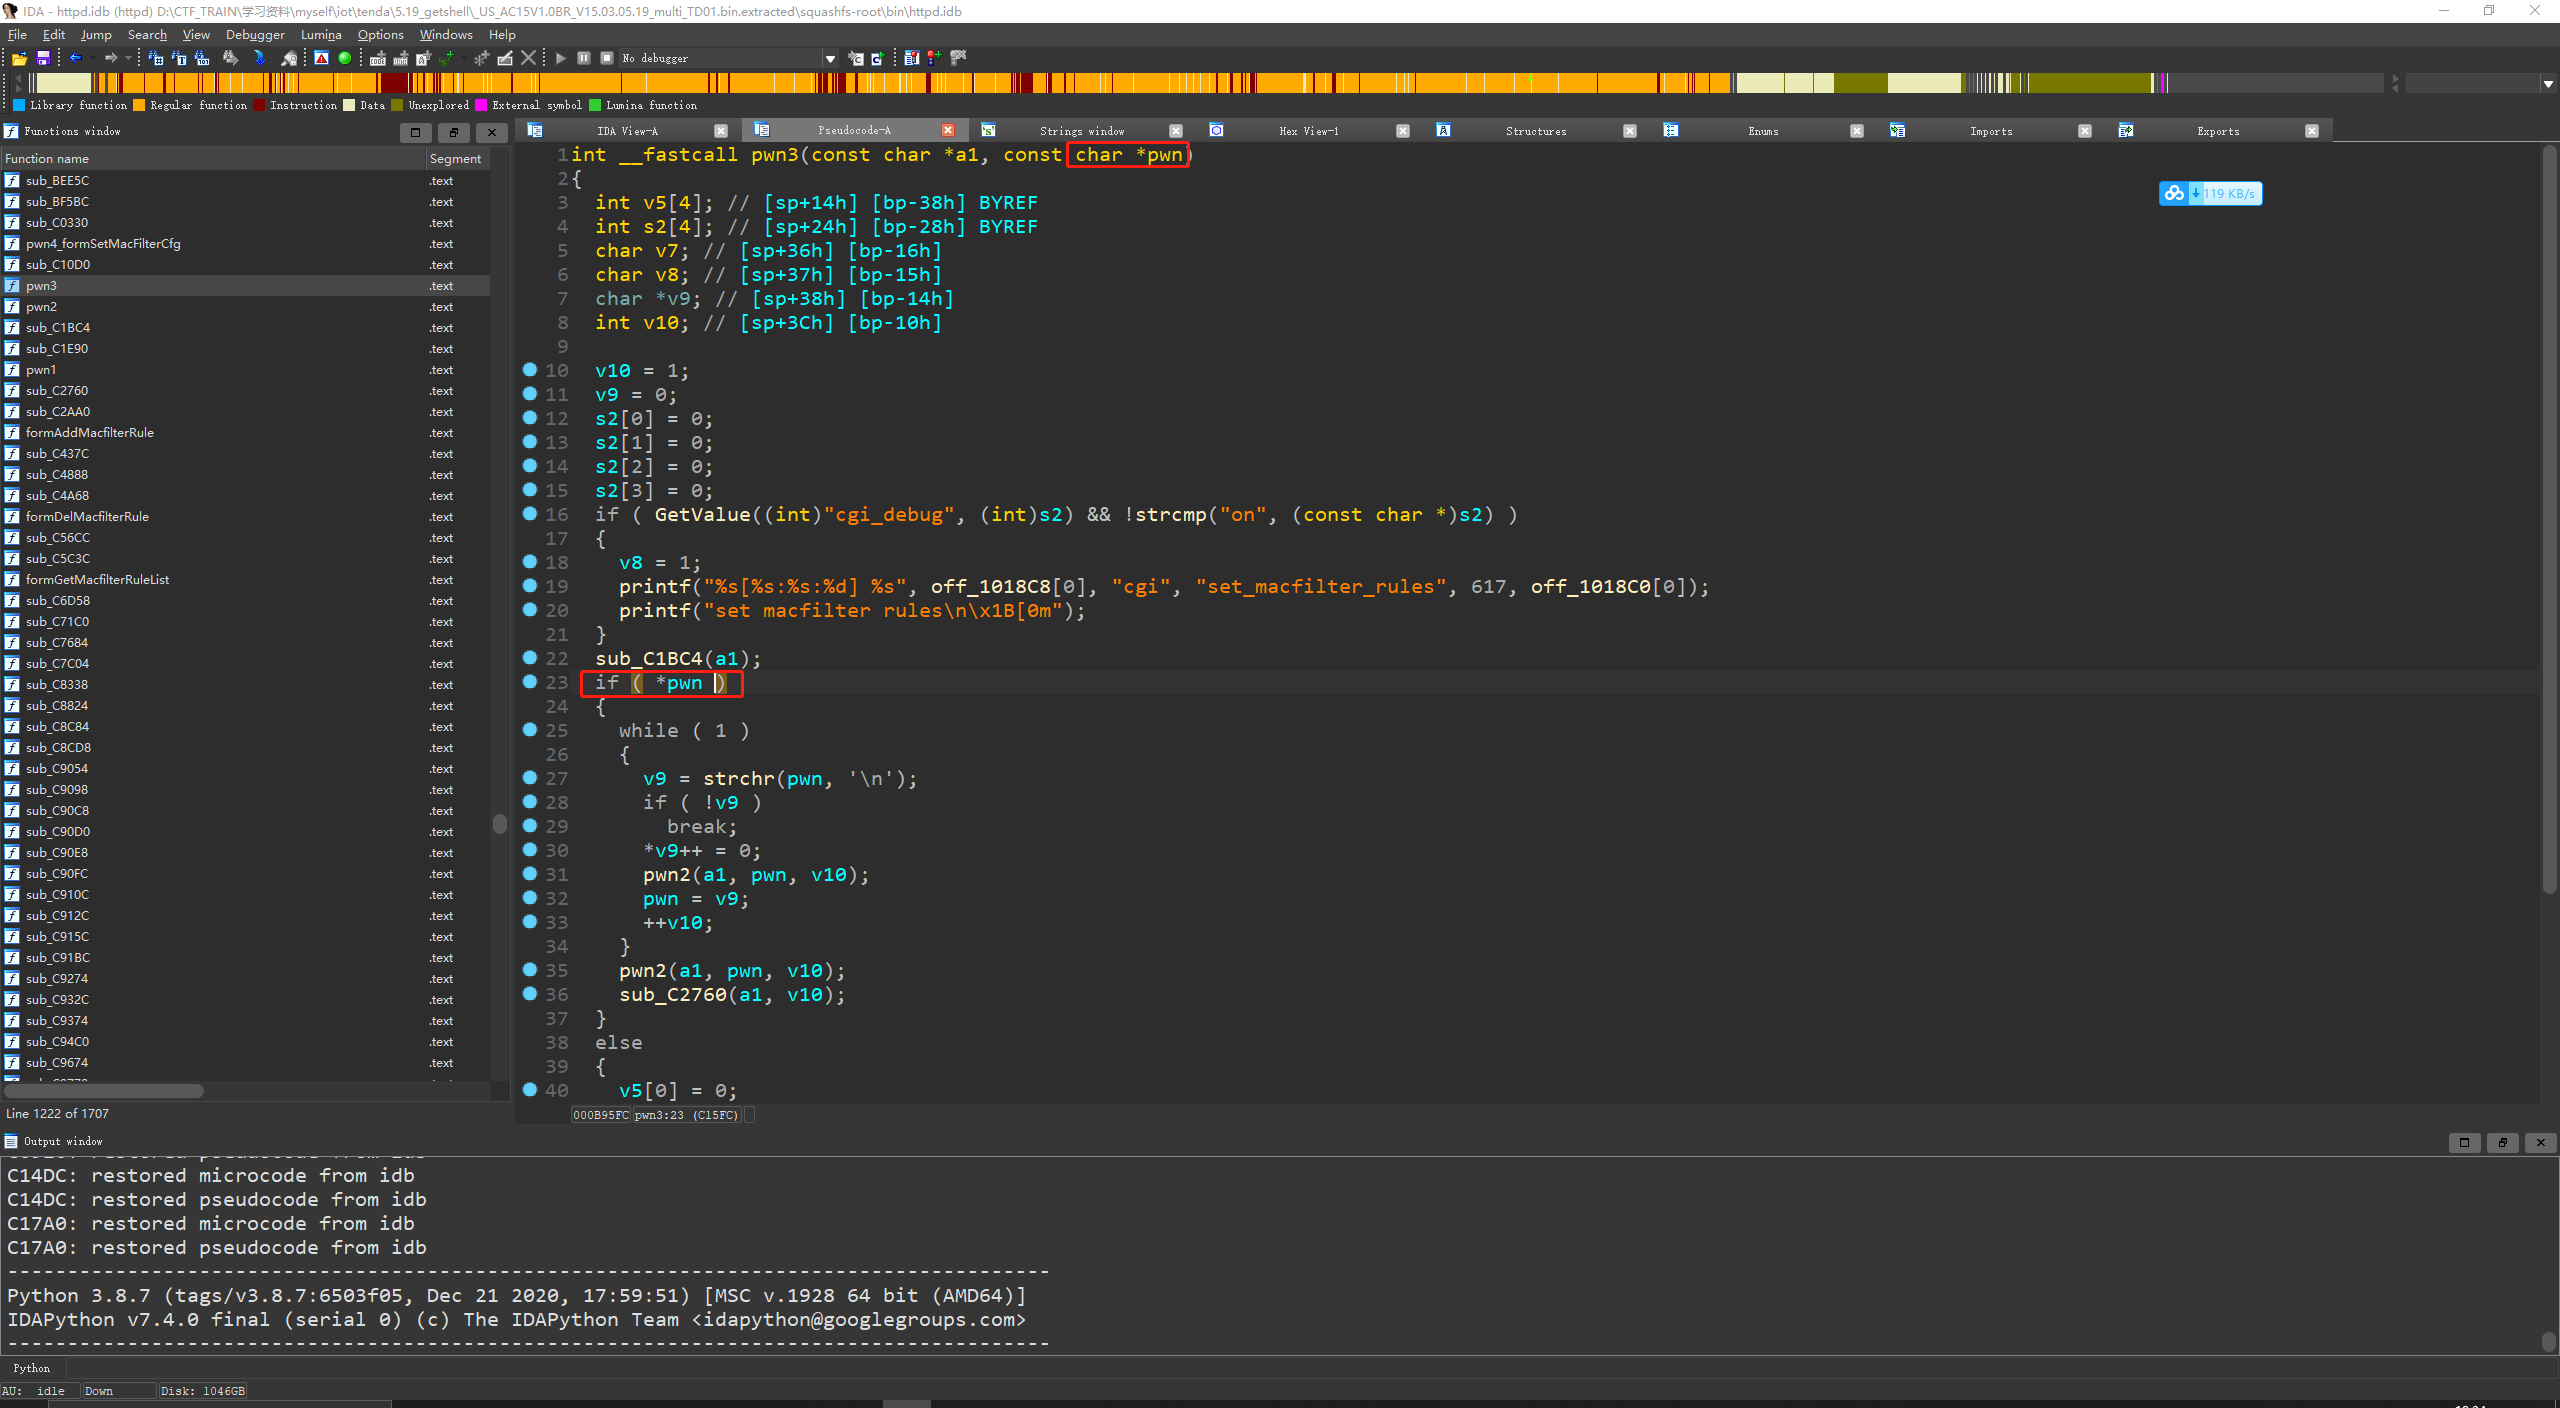 IDA - httpd.idb (httpd) D:\CTF_TRAIN\学习资料\myself\iot\tenda\5.19_getshell\_US_AC15V1.0BR_V15.03.05.19_multi_TD01.bin.extracted\squashfs-root\bin\httpd.idb
File Edit Jump Search View Debugger Lumina Options Windows Help
No debugger
Library function Regular function Instruction Data Unexplored External symbol Lumina function
Functions window
IDA View-A Pseudocode-A Strings window Hex View-1 Structures Enums Imports Exports
Function name Segment
sub_BEE5C .text
sub_BF5BC .text
sub_C0330 .text
pwn4_formSetMacFilterCfg .text
sub_C10D0 .text
pwn3 .text
pwn2 .text
sub_C1BC4 .text
sub_C1E90 .text
pwn1 .text
sub_C2760 .text
sub_C2AA0 .text
formAddMacfilterRule .text
sub_C437C .text
sub_C4888 .text
sub_C4A68 .text
formDelMacfilterRule .text
sub_C56CC .text
sub_C5C3C .text
formGetMacfilterRuleList .text
sub_C6D58 .text
sub_C71C0 .text
sub_C7684 .text
sub_C7C04 .text
sub_C8338 .text
sub_C8824 .text
sub_C8C84 .text
sub_C8CD8 .text
sub_C9054 .text
sub_C9098 .text
sub_C90C8 .text
sub_C90D0 .text
sub_C90E8 .text
sub_C90FC .text
sub_C910C .text
sub_C912C .text
sub_C915C .text
sub_C91BC .text
sub_C9274 .text
sub_C932C .text
sub_C9374 .text
sub_C94C0 .text
sub_C9674 .text
Line 1222 of 1707
1 int __fastcall pwn3(const char *a1, const char *pwn)
2 {
3 int v5[4]; // [sp+14h] [bp-38h] BYREF
4 int s2[4]; // [sp+24h] [bp-28h] BYREF
5 char v7; // [sp+36h] [bp-16h]
6 char v8; // [sp+37h] [bp-15h]
7 char *v9; // [sp+38h] [bp-14h]
8 int v10; // [sp+3Ch] [bp-10h]
9
10 v10 = 1;
11 v9 = 0;
12 s2[0] = 0;
13 s2[1] = 0;
14 s2[2] = 0;
15 s2[3] = 0;
16 if ( GetValue((int)"cgi_debug", (int)s2) && !strcmp("on", (const char *)s2) )
17 {
18 v8 = 1;
19 printf("%s[%s:%s:%d] %s", off_1018C8[0], "cgi", "set_macfilter_rules", 617, off_1018C0[0]);
20 printf("set macfilter rules\n\x1B[0m");
21 }
22 sub_C1BC4(a1);
23 if ( *pwn )
24 {
25 while ( 1 )
26 {
27 v9 = strchr(pwn, '\n');
28 if ( !v9 )
29 break;
30 *v9++ = 0;
31 pwn2(a1, pwn, v10);
32 pwn = v9;
33 ++v10;
34 }
35 pwn2(a1, pwn, v10);
36 sub_C2760(a1, v10);
37 }
38 else
39 {
40 v5[0] = 0;
000B95FC pwn3:23 (C15FC)
119 KB/s
Output window
C14DC: restored microcode from idb
C14DC: restored pseudocode from idb
C17A0: restored microcode from idb
C17A0: restored pseudocode from idb
---------------------------------------------------------------------------------------
Python 3.8.7 (tags/v3.8.7:6503f05, Dec 21 2020, 17:59:51) [MSC v.1928 64 bit (AMD64)]
IDAPython v7.4.0 final (serial 0) (c) The IDAPython Team <idapython@googlegroups.com>
---------------------------------------------------------------------------------------
Python
AU: idle Down Disk: 1046GB